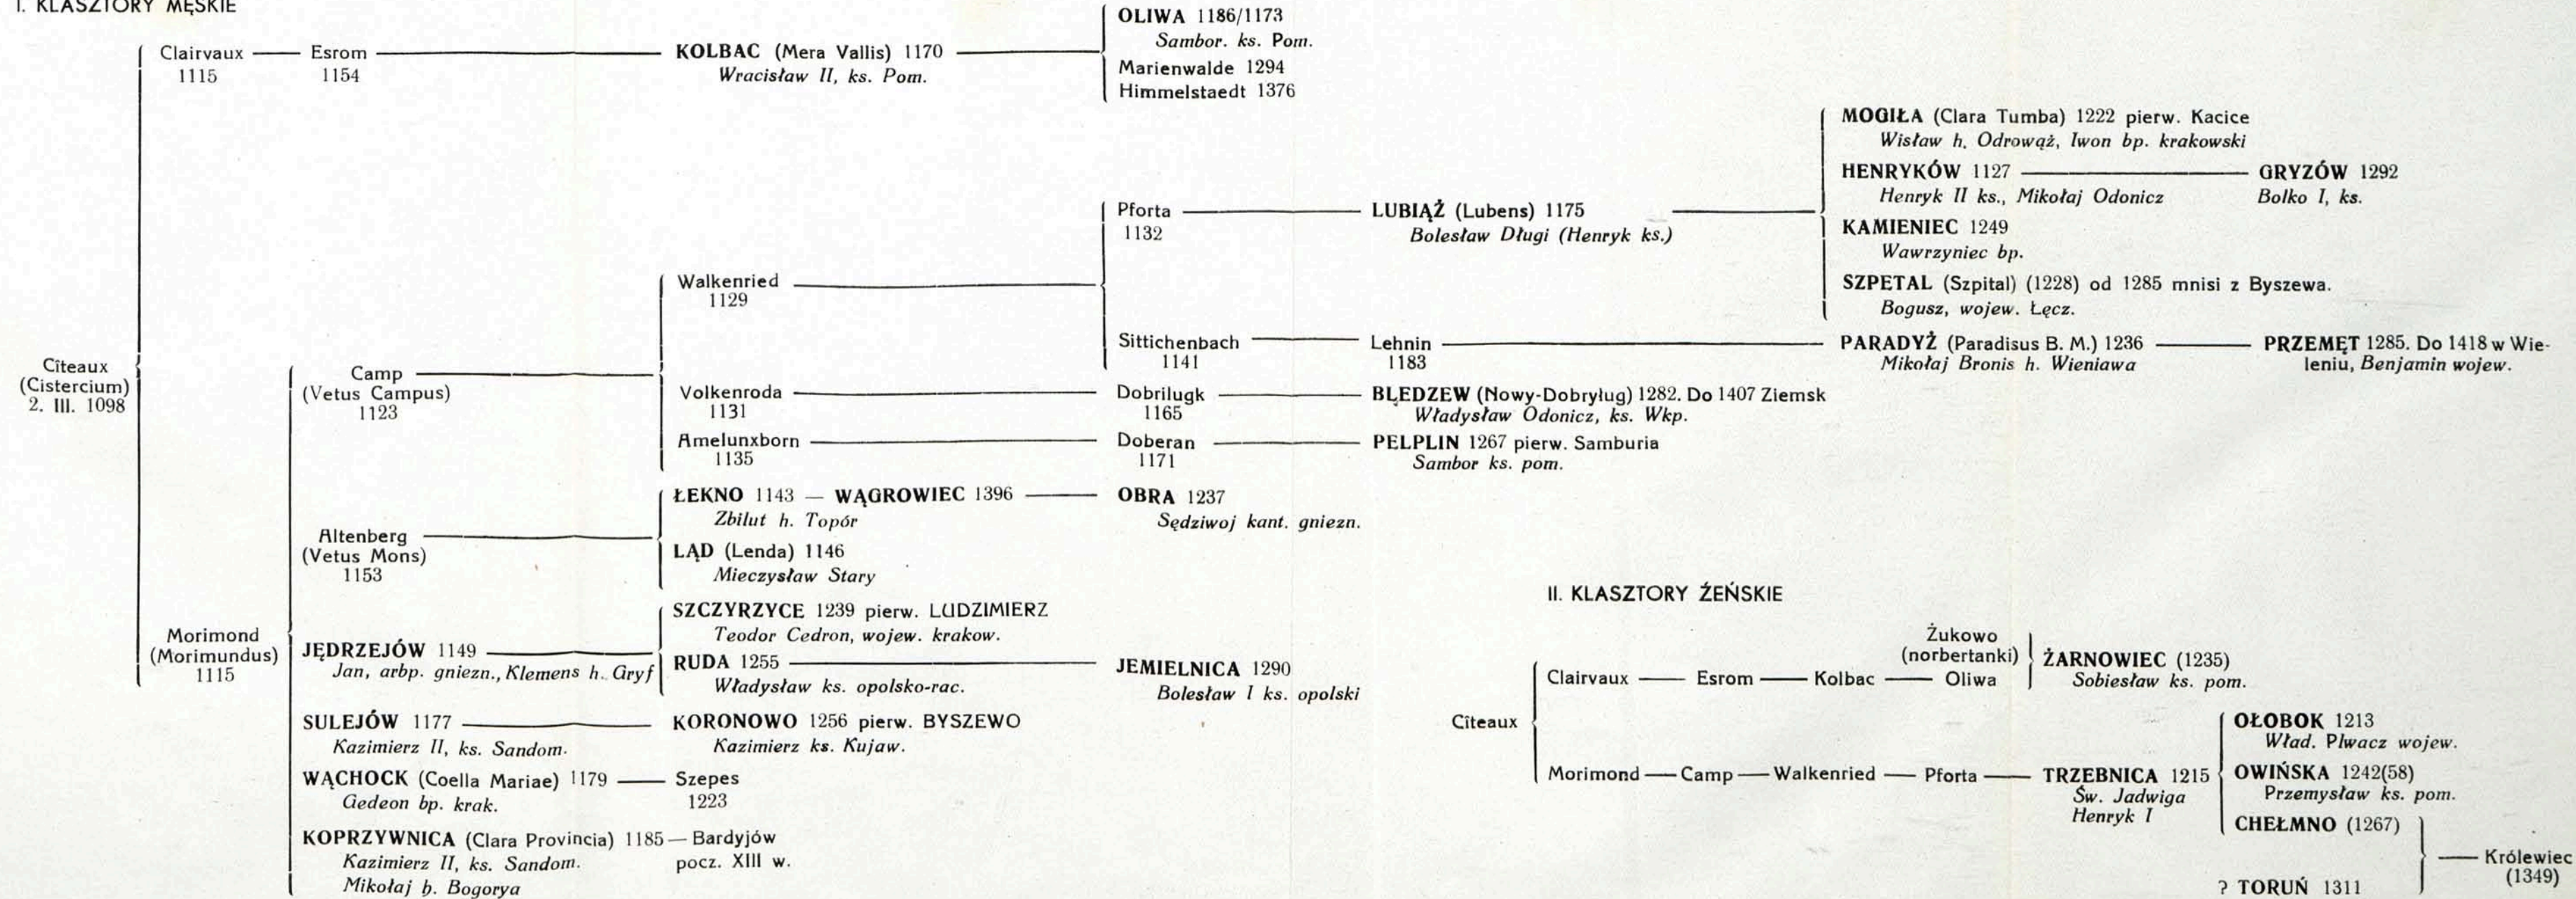 I. KLASZTORY MĘSKIE
Cîteaux
(Cistercium)
2. III. 1098
Clairvaux
1115
Esrom
1154
KOLBAC (Mera Vallis) 1170
Wracisław II, ks. Pom.
OLIWA 1186/1173
Sambor. ks. Pom.
Marienwalde 1294
Himmelstaedt 1376
Morimond
(Morimundus)
1115
Camp
(Vetus Campus)
1123
Walkenried
1129
Pforta
1132
LUBIĄŻ (Lubens) 1175
Bolesław Długi (Henryk ks.)
MOGIŁA (Clara Tumba) 1222 pierw. Kacice
Wisław h. Odrowąż, Iwon bp. krakowski
HENRYKÓW 1127
Henryk II ks., Mikołaj Odonicz
GRYZÓW 1292
Bolko I, ks.
KAMIENIEC 1249
Wawrzyniec bp.
SZPETAL (Szpital) (1228) od 1285 mnisi z Byszewa.
Bogusz, wojew. Łęcz.
Sittichenbach
1141
Lehnin
1183
PARADYŻ (Paradisus B. M.) 1236
Mikołaj Bronis h. Wieniawa
PRZEMĘT 1285. Do 1418 w Wie-
leniu, Benjamin wojew.
Volkenroda
1131
Dobrilugk
1165
BLEDZEW (Nowy-Dobryług) 1282. Do 1407 Ziemsk
Władysław Odonicz, ks. Wkp.
Amelunxborn
1135
Doberan
1171
PELPLIN 1267 pierw. Samburia
Sambor ks. pom.
Altenberg
(Vetus Mons)
1153
ŁEKNO 1143 — WĄGROWIEC 1396
Zbilut h. Topór
OBRA 1237
Sędziwoj kant. gniezn.
LĄD (Lenda) 1146
Mieczysław Stary
JĘDRZEJÓW 1149
Jan, arbp. gniezn., Klemens h. Gryf
SZCZYRZYCE 1239 pierw. LUDZIMIERZ
Teodor Cedron, wojew. krakow.
RUDA 1255
Władysław ks. opolsko-rac.
JEMIELNICA 1290
Bolesław I ks. opolski
SULEJÓW 1177
Kazimierz II, ks. Sandom.
KORONOWO 1256 pierw. BYSZEWO
Kazimierz ks. Kujaw.
WĄCHOCK (Coella Mariae) 1179
Gedeon bp. krak.
Szepes
1223
KOPRZYWNICA (Clara Provincia) 1185 — Bardyjów
Kazimierz II, ks. Sandom.
pocz. XIII w.
Mikołaj h. Bogorya
II. KLASZTORY ŻEŃSKIE
Cîteaux
Clairvaux
Esrom
Kolbac
Żukowo
(norbertanki)
Oliwa
ŻARNOWIEC (1235)
Sobiesław ks. pom.
Morimond
Camp
Walkenried
Pforta
TRZEBNICA 1215
Św. Jadwiga
Henryk I
OŁOBOK 1213
Wład. Plwacz wojew.
OWIŃSKA 1242(58)
Przemysław ks. pom.
CHEŁMNO (1267)
? TORUŃ 1311
Królewiec
(1349)